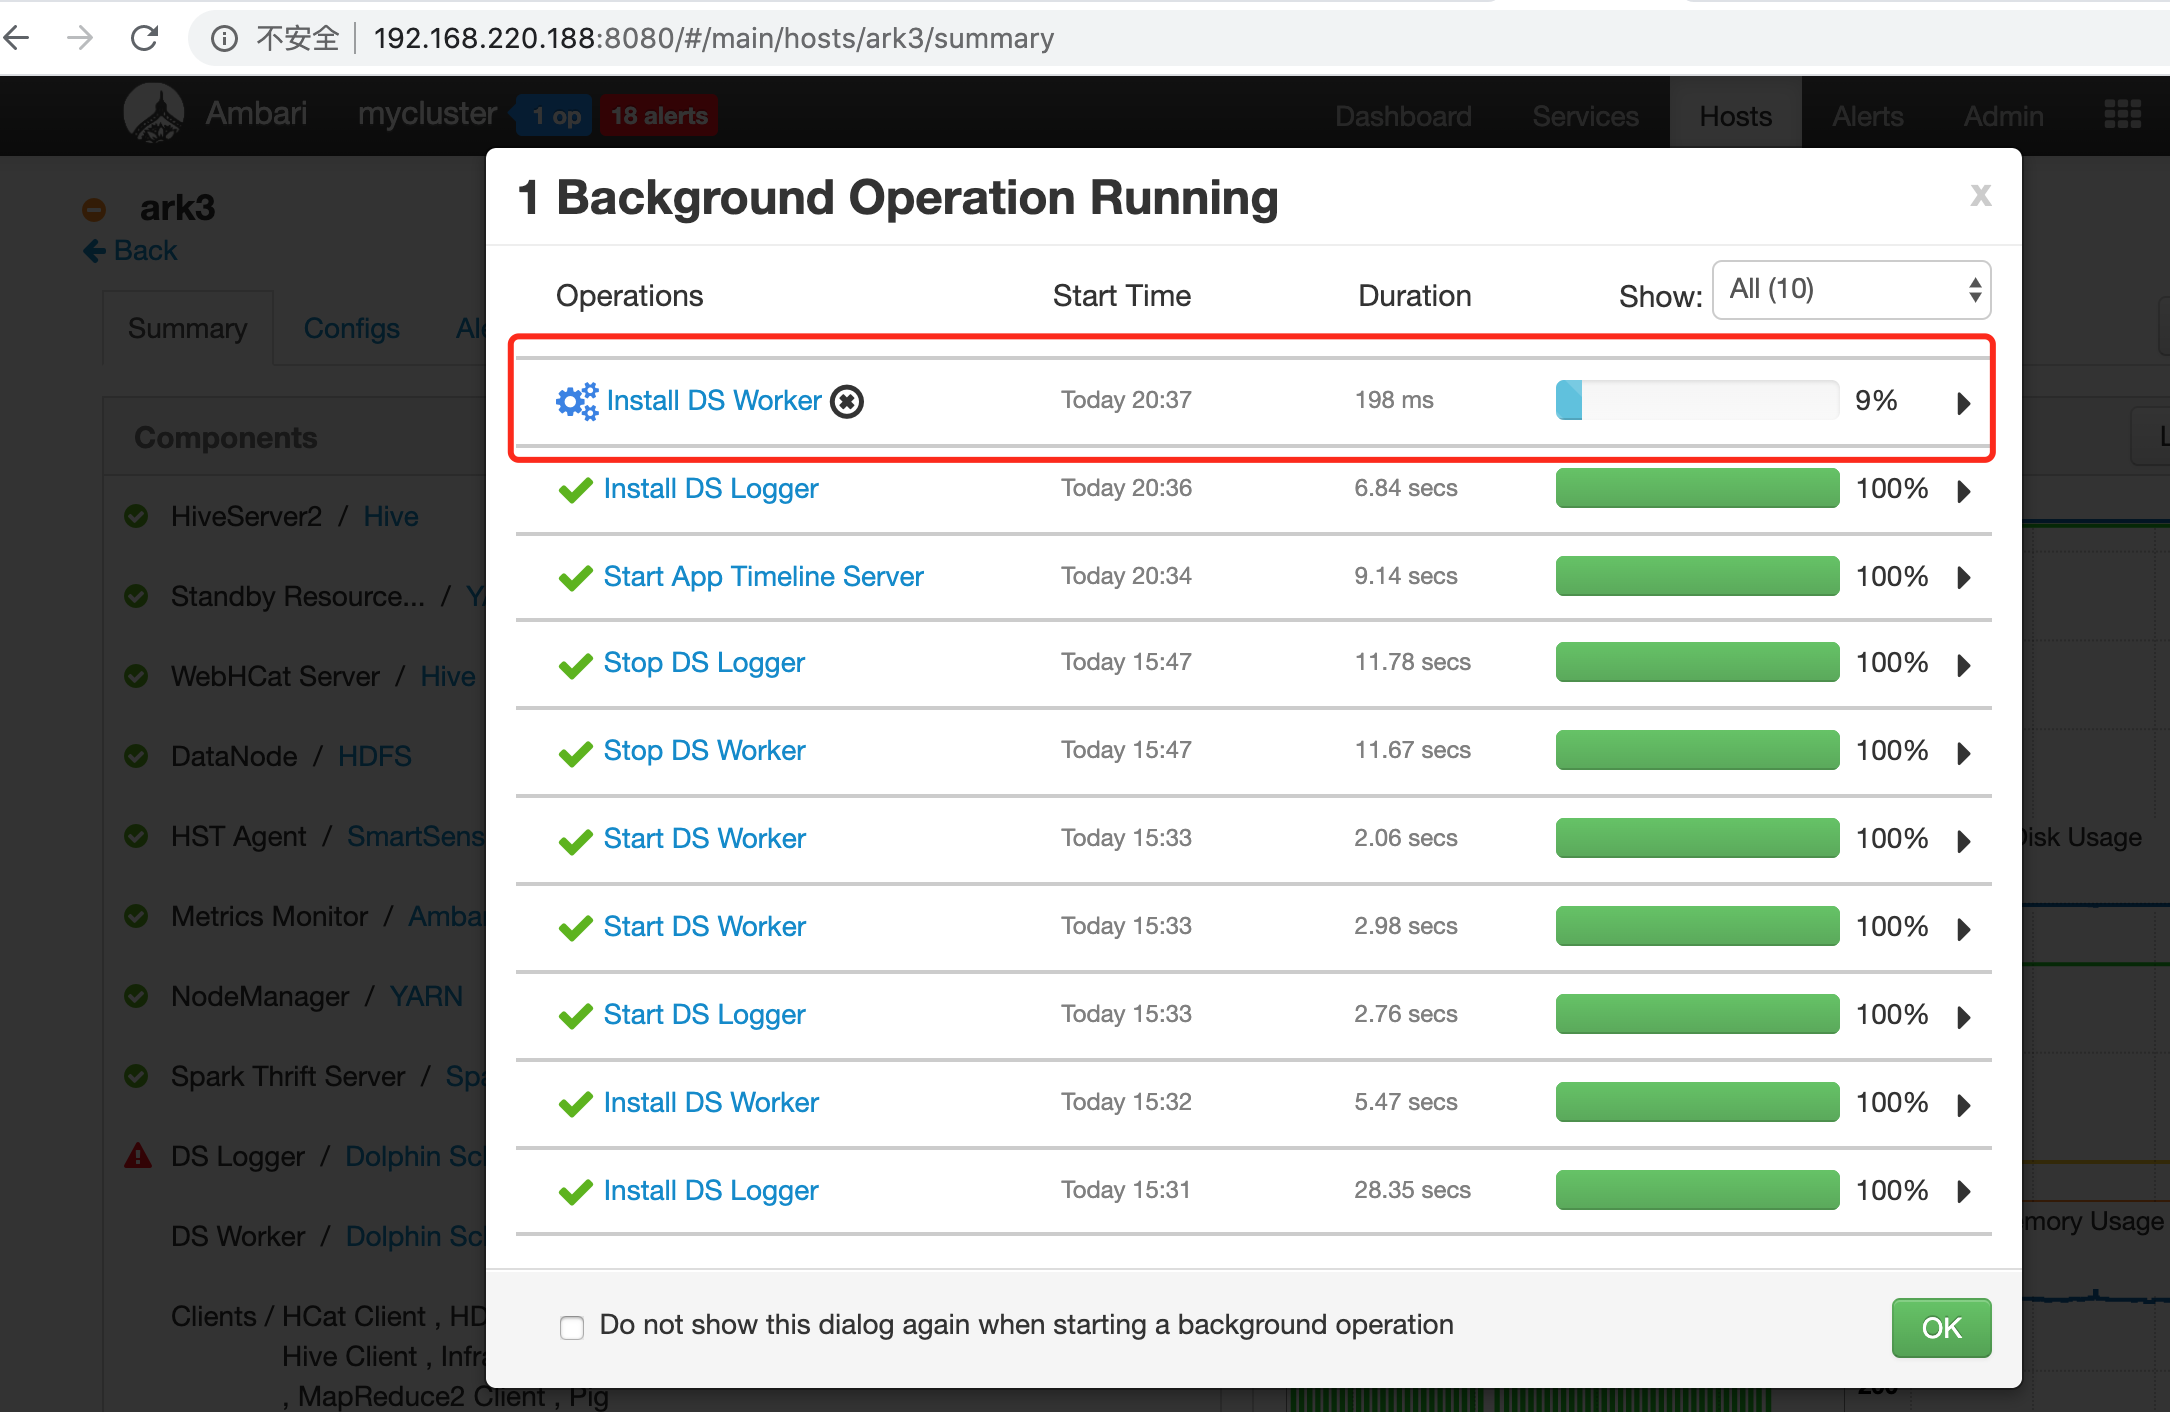 不安全 192.168.220.188:8080/#/main/hosts/ark3/summary
Ambari mycluster 1 op 18 alerts Dashboard Services Hosts Alerts Admin
ark3
Back
Summary Configs
Components
HiveServer2 / Hive
Standby Resource... /
WebHCat Server / Hive
DataNode / HDFS
HST Agent / SmartSens
Metrics Monitor / Ambar
NodeManager / YARN
Spark Thrift Server / Spa
DS Logger / Dolphin Sc
DS Worker / Dolphin Sc
Clients / HCat Client , HD
Hive Client , Infra
, MapReduce2 Client , Pig
1 Background Operation Running
x
Operations Start Time Duration Show: All (10)
Install DS Worker Today 20:37 198 ms 9%
Install DS Logger Today 20:36 6.84 secs 100%
Start App Timeline Server Today 20:34 9.14 secs 100%
Stop DS Logger Today 15:47 11.78 secs 100%
Stop DS Worker Today 15:47 11.67 secs 100%
Start DS Worker Today 15:33 2.06 secs 100%
Start DS Worker Today 15:33 2.98 secs 100%
Start DS Logger Today 15:33 2.76 secs 100%
Install DS Worker Today 15:32 5.47 secs 100%
Install DS Logger Today 15:31 28.35 secs 100%
Do not show this dialog again when starting a background operation
OK
isk Usage
mory Usage